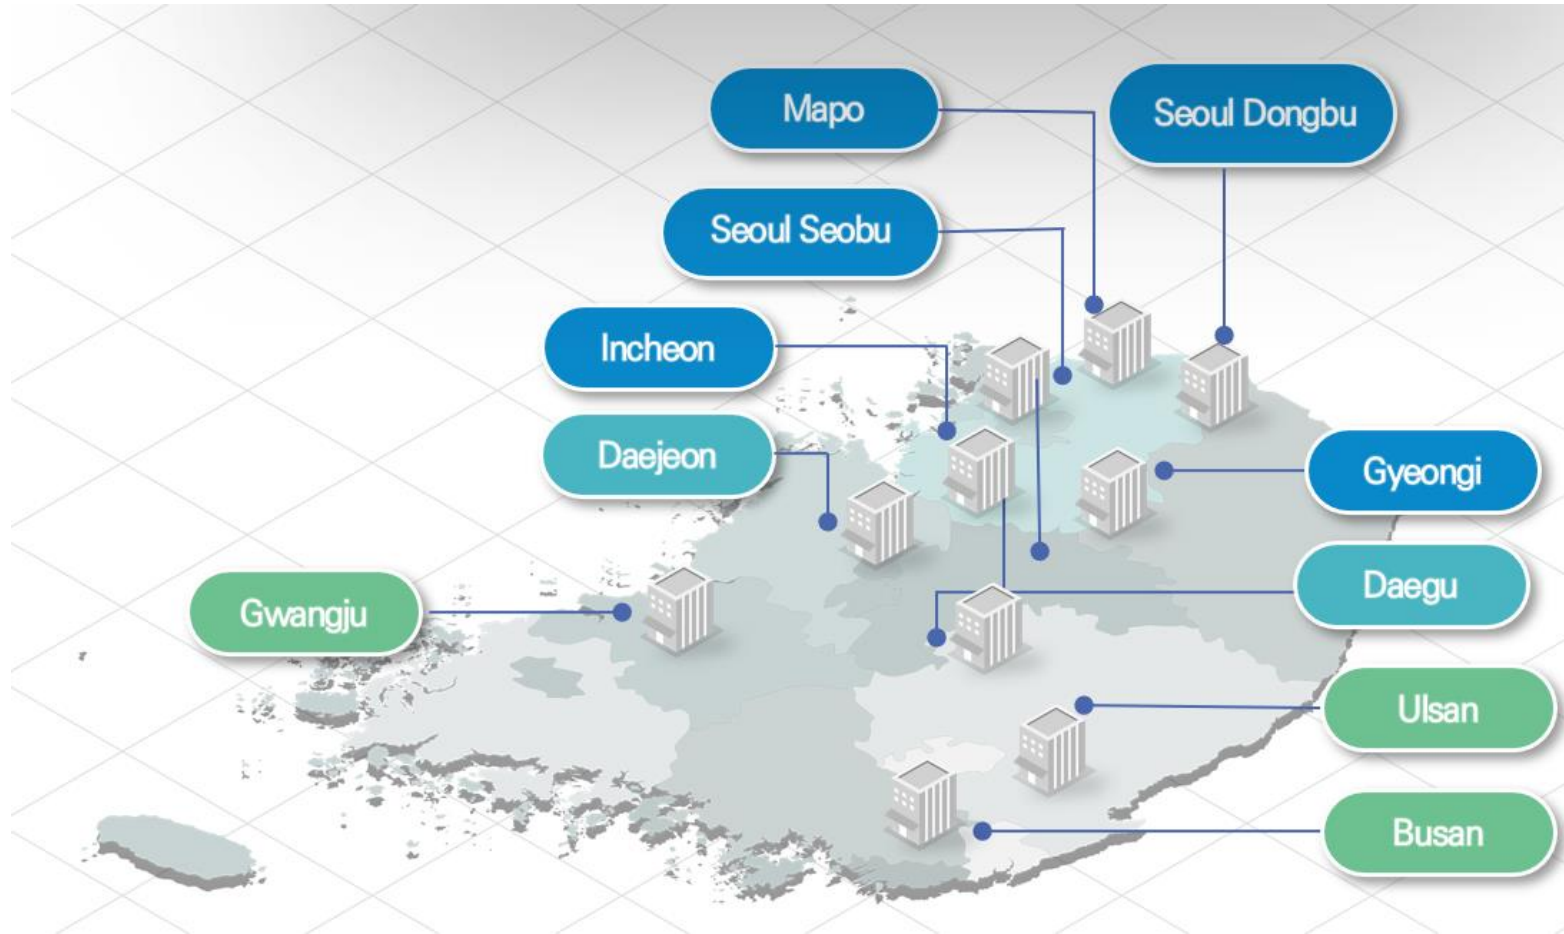 Mapo
Seoul Dongbu
Seoul Seobu
Incheon
Daejeon
Gyeongi
Gwangju
Daegu
Ulsan
Busan